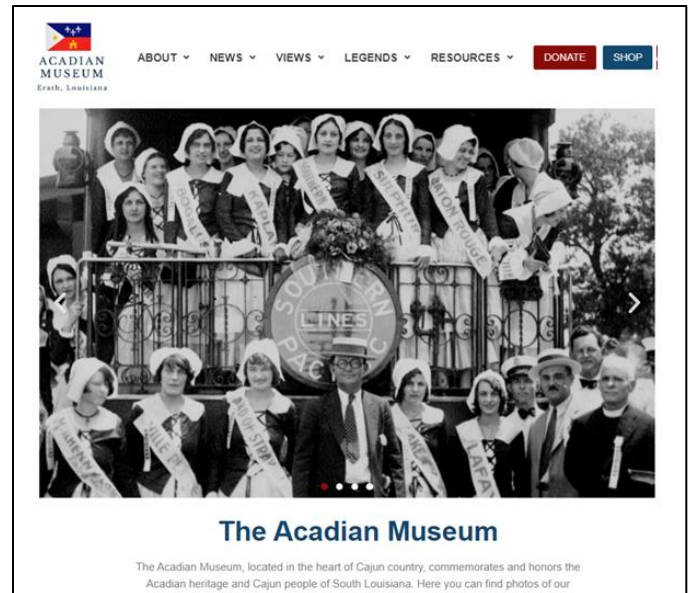 ACADIAN
MUSEUM
Erath, Louisiana
ABOUT
NEWS
VIEWS
LEGENDS
RESOURCES
DONATE
SHOP
SULPHUR
BATON ROUGE
SOUTHERN
PACIFIC
LINES
LAFA
The Acadian Museum
The Acadian Museum, located in the heart of Cajun country, commemorates and honors the
Acadian heritage and Cajun people of South Louisiana. Here you can find photos of our